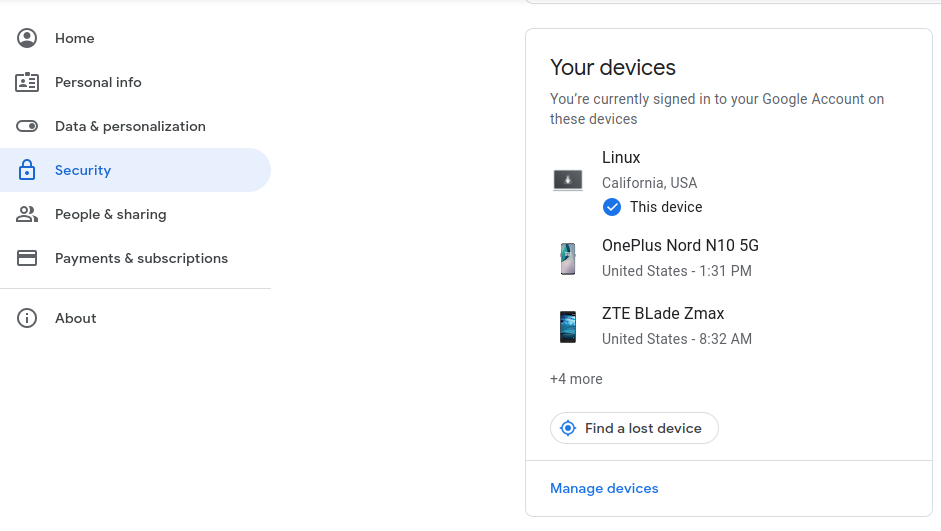 Home
Personal info
Data & personalization
Security
People & sharing
Payments & subscriptions
About
Your devices
You’re currently signed in to your Google Account on
these devices
Linux
California, USA
This device
OnePlus Nord N10 5G
United States - 1:31 PM
ZTE BLade Zmax
United States - 8:32 AM
+4 more
Find a lost device
Manage devices